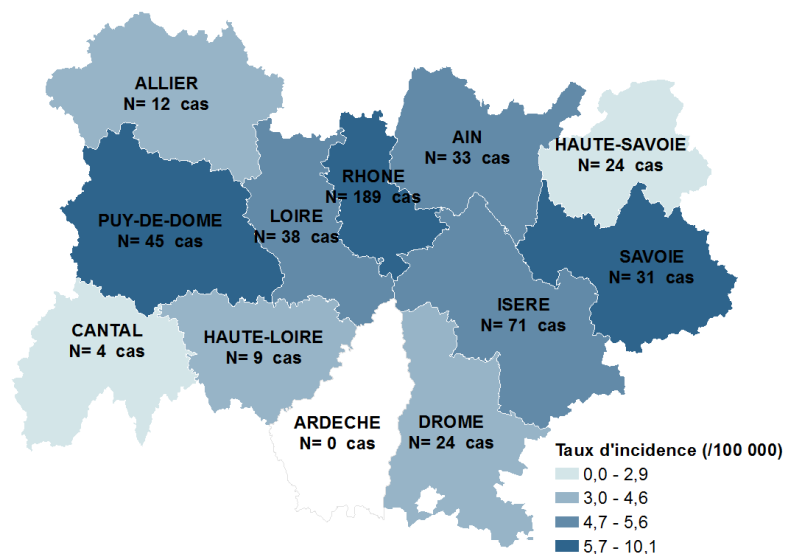 ALLIER
N= 12 cas
AIN
N= 33 cas
HAUTE-SAVOIE
N= 24 cas
RHONE
N= 189 cas
PUY-DE-DOME
N= 45 cas
LOIRE
N= 38 cas
SAVOIE
N= 31 cas
ISERE
N= 71 cas
CANTAL
N= 4 cas
HAUTE-LOIRE
N= 9 cas
ARDECHE
N= 0 cas
DROME
N= 24 cas
Taux d'incidence (/100 000)
0,0 - 2,9
3,0 - 4,6
4,7 - 5,6
5,7 - 10,1